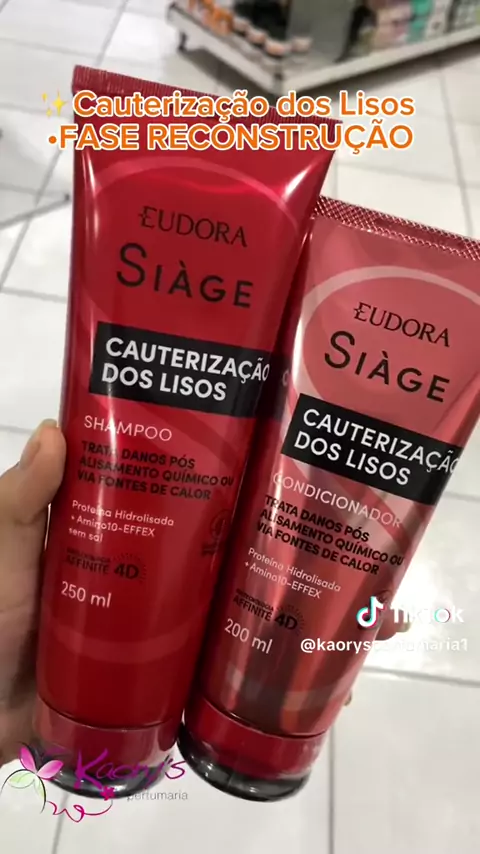 ✨Cauterização dos Lisos
•FASE RECONSTRUÇÃO
EUDORA
SIÀGE
CAUTERIZAÇÃO
DOS LISOS
SHAMPOO
TRATA DANOS PÓS
ALISAMENTO QUÍMICO OU
VIA FONTES DE CALOR
Proteína Hidrolisada
+ Amino10-EFFEX
sem sal
AFFINITÉ 4D
250 ml
EUDORA
SIÀGE
CAUTERIZAÇÃO
DOS LISOS
CONDICIONADOR
TRATA DANOS PÓS
ALISAMENTO QUÍMICO OU
VIA FONTES DE CALOR
Proteína Hidrolisada
+ Amino10-EFFEX
AFFINITÉ 4D
200 ml
TikTok
Kaory's
perfumaria